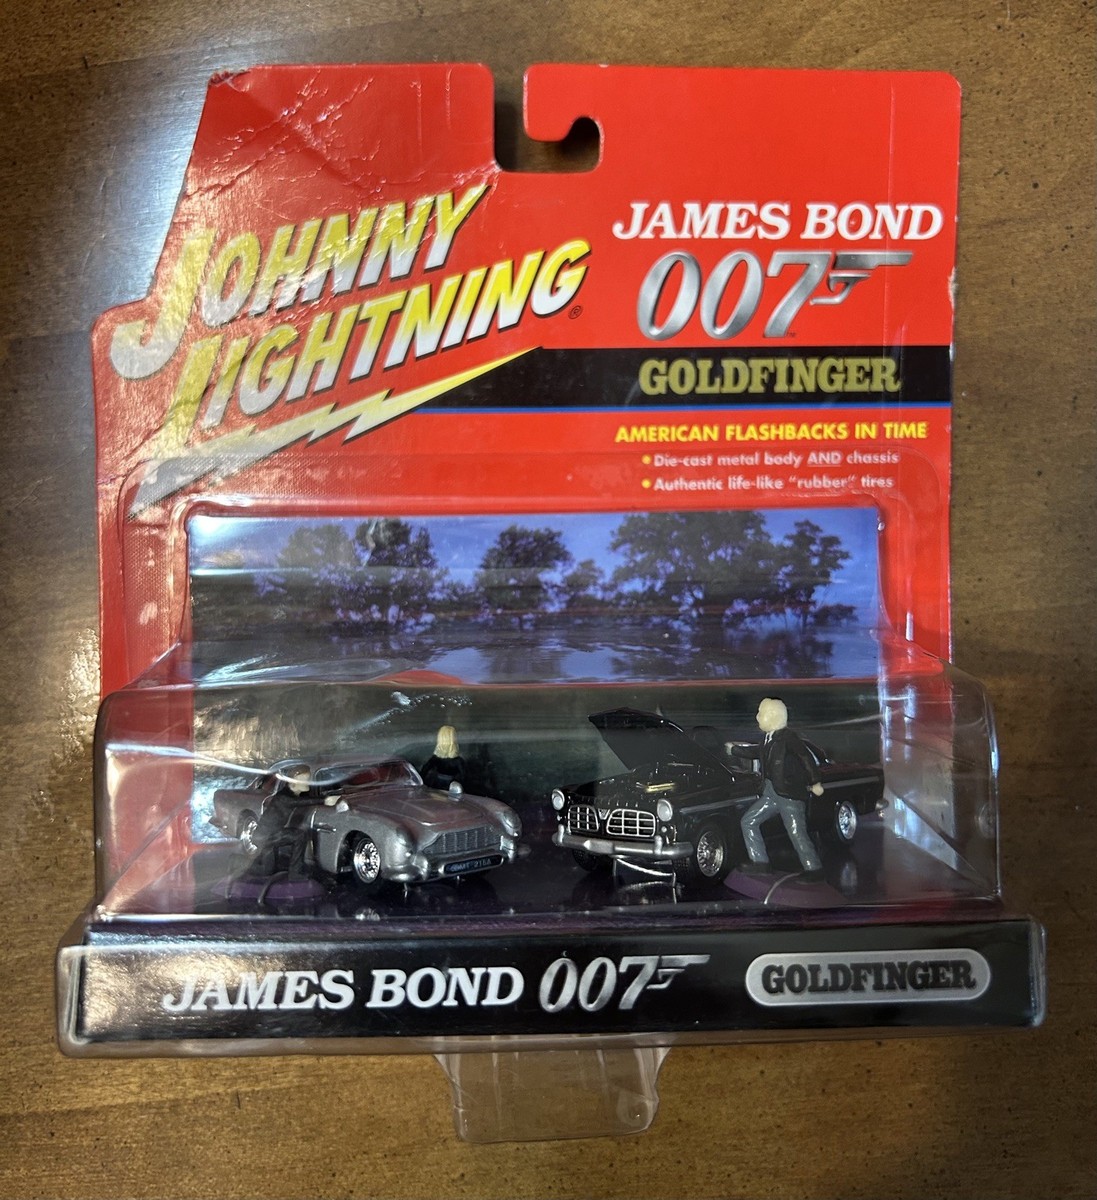 JOHNNY
LIGHTNING®
JAMES BOND
007™
GOLDFINGER
AMERICAN FLASHBACKS IN TIME
• Die-cast metal body AND chassis
• Authentic life-like "rubber" tires
JAMES BOND 007 GOLDFINGER